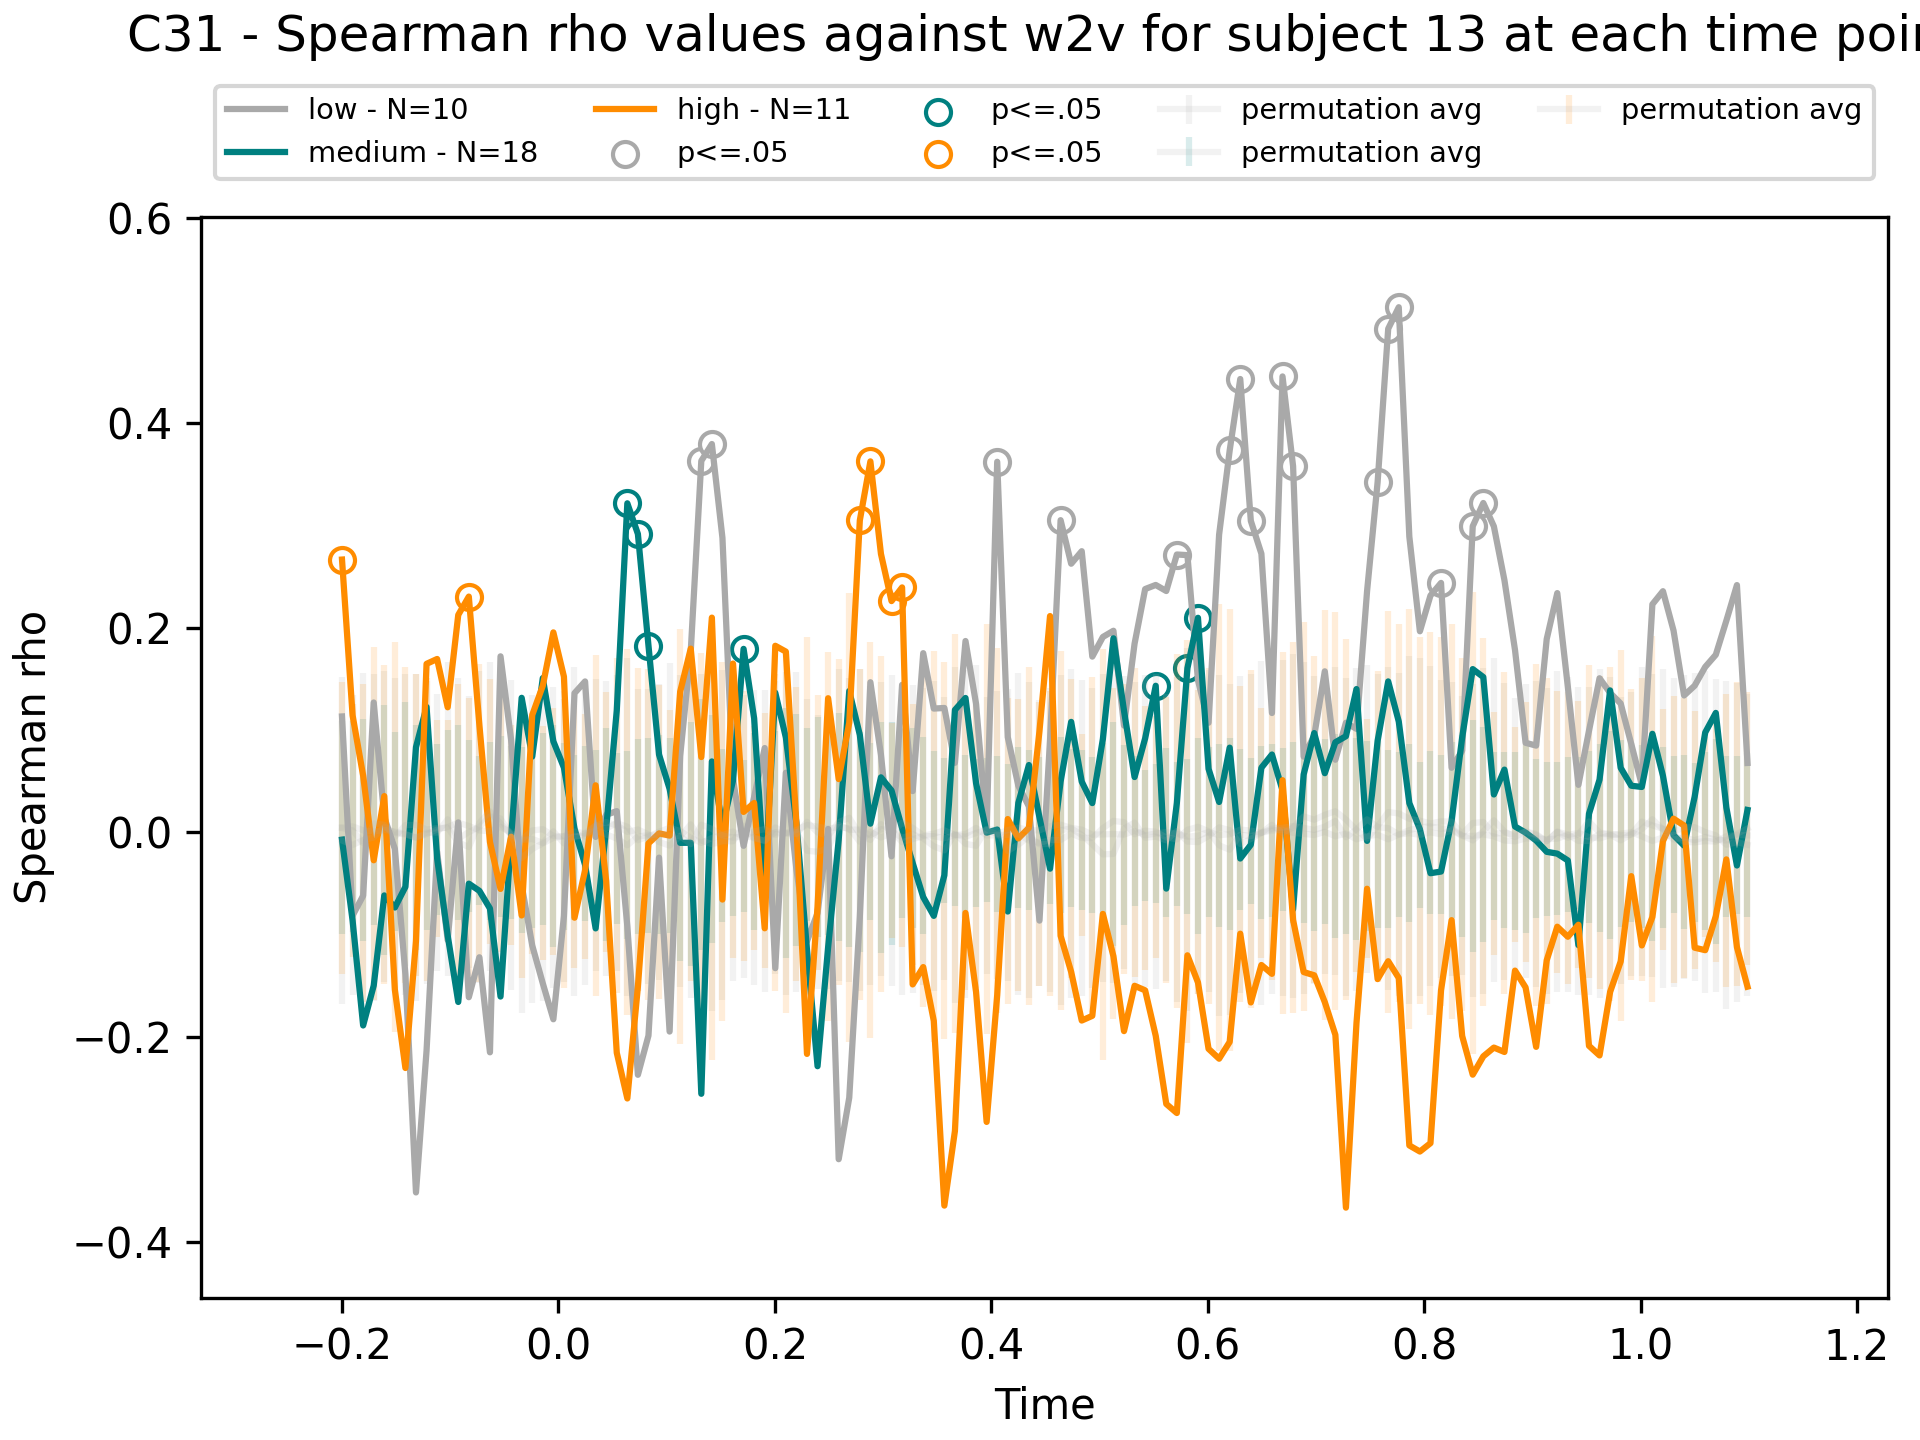 C31 - Spearman rho values against w2v for subject 13 at each time poi
low - N=10
medium - N=18
high - N=11
p<=.05
p<=.05
p<=.05
permutation avg
permutation avg
permutation avg
Spearman rho
0.6
0.4
0.2
0.0
−0.2
−0.4
−0.2 0.0 0.2 0.4 0.6 0.8 1.0 1.2
Time